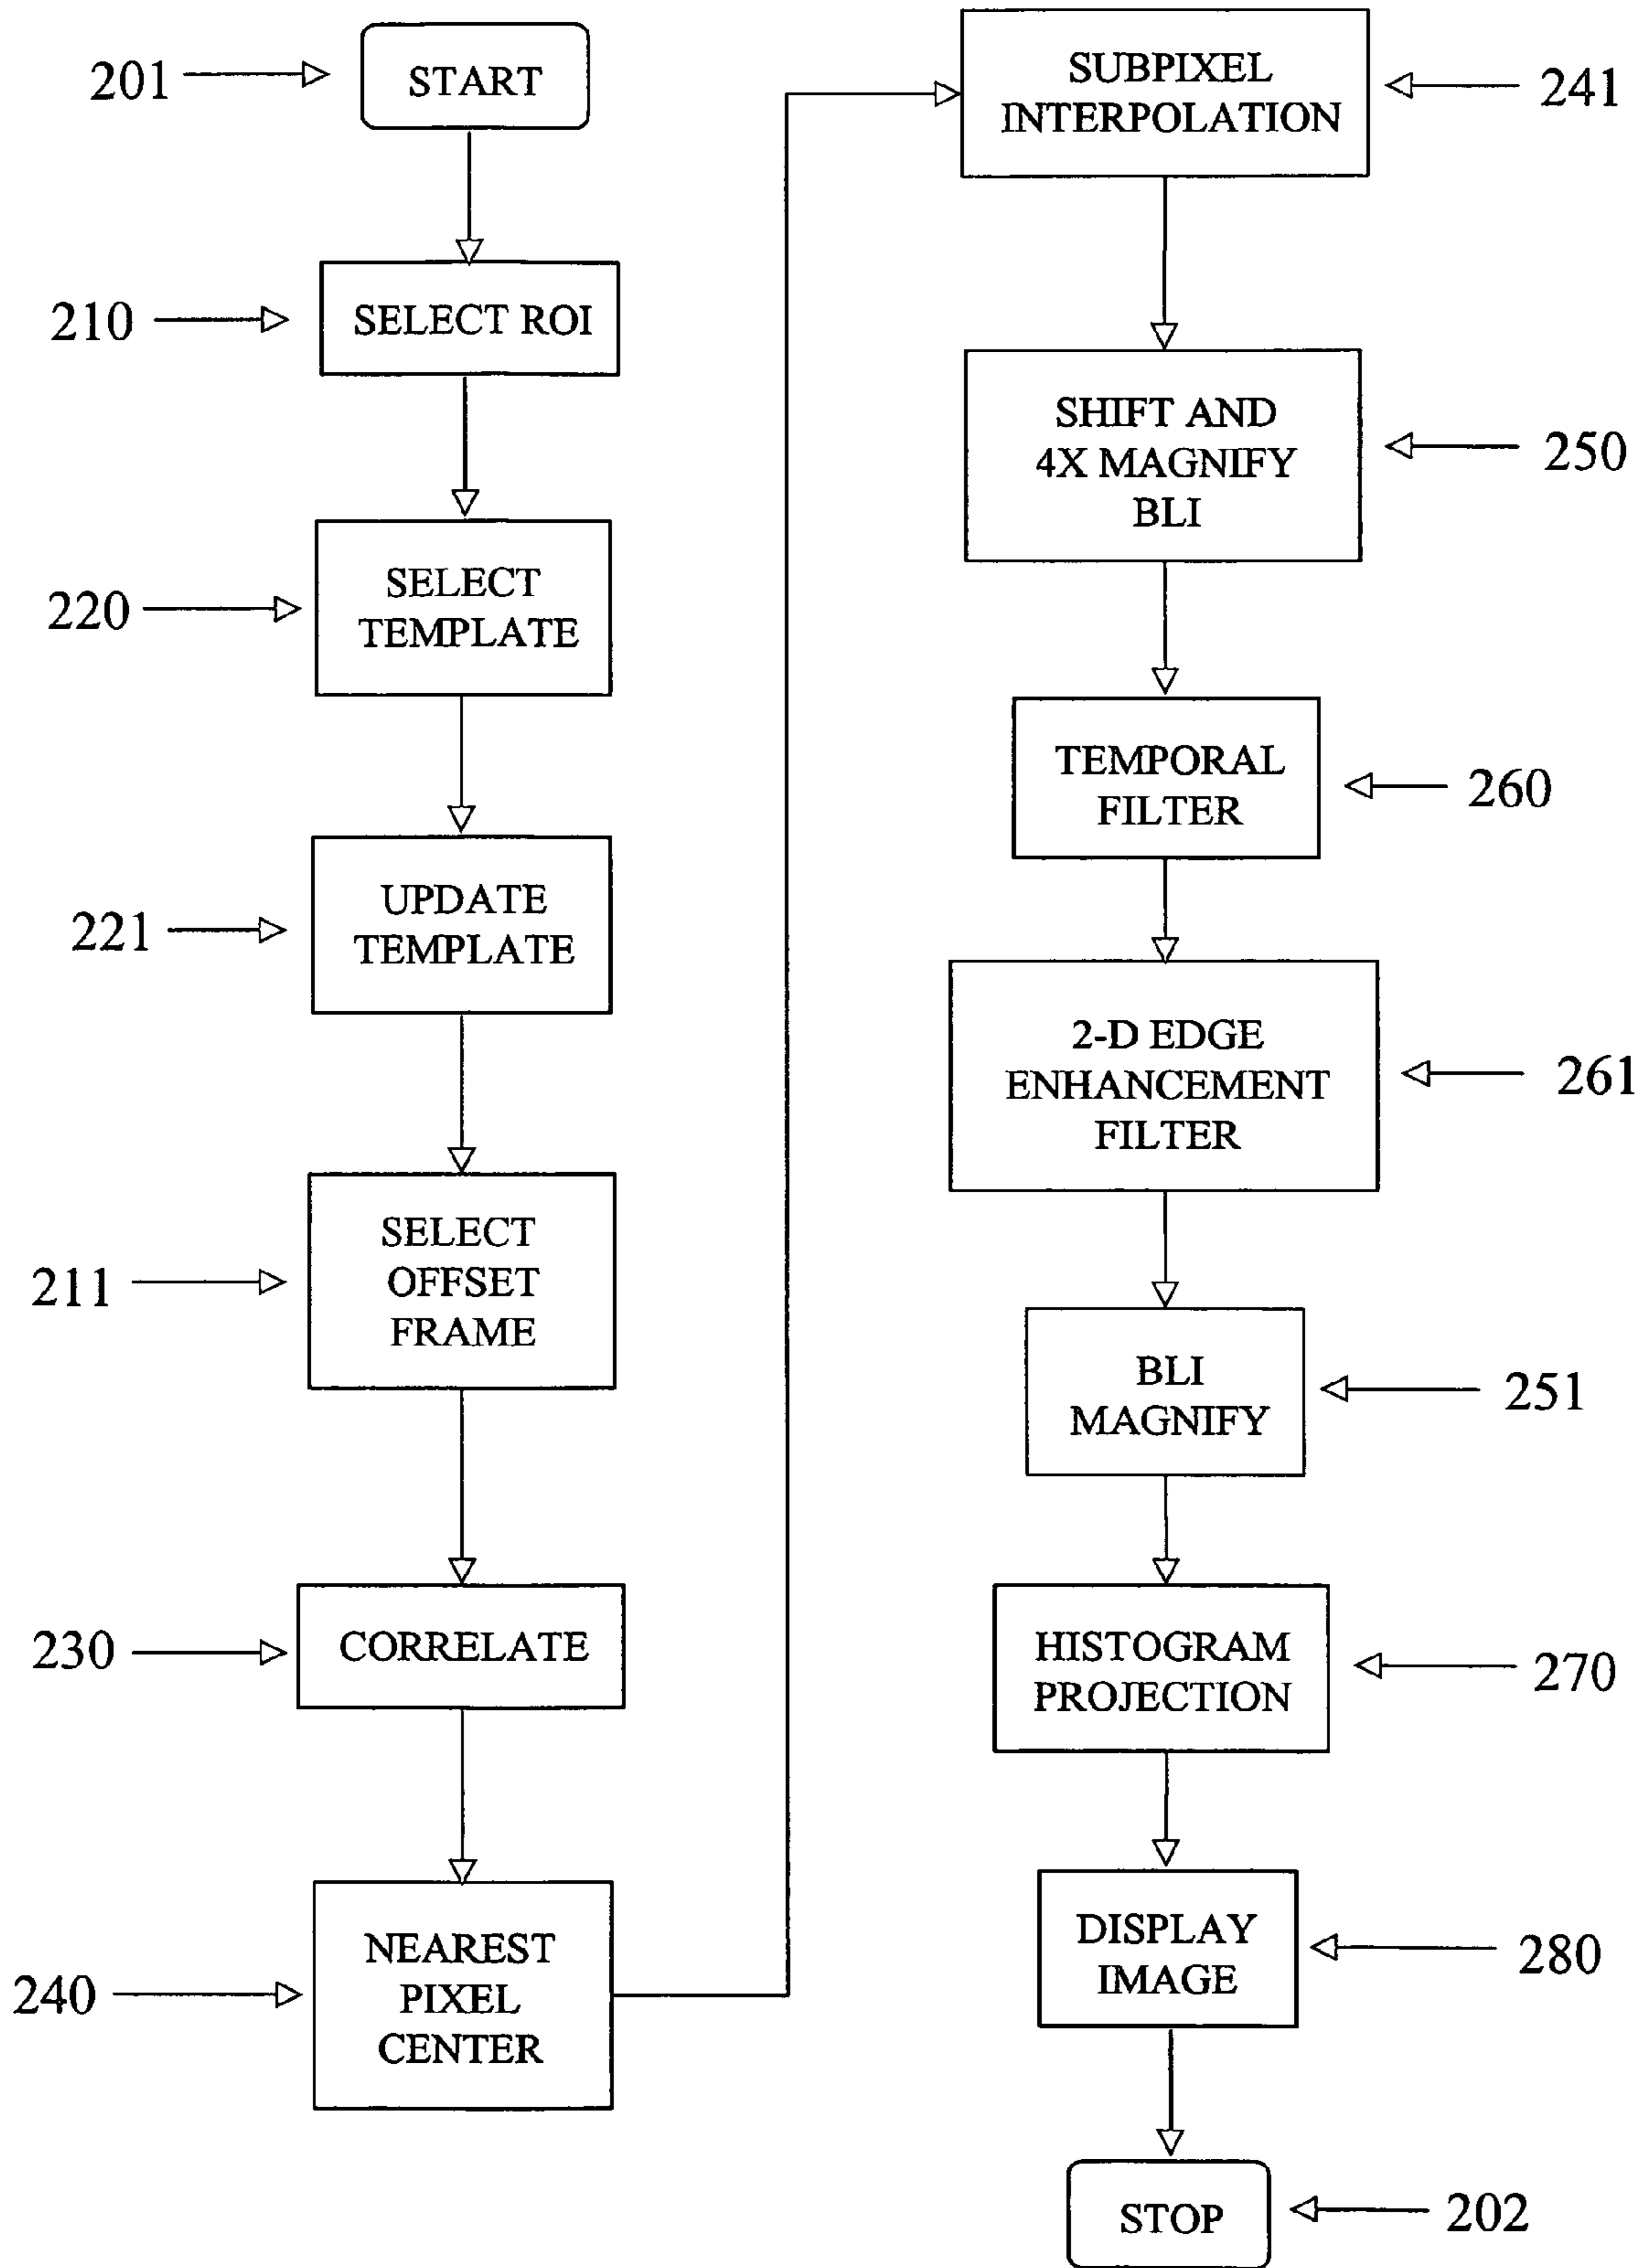 201
START
210
SELECT ROI
220
SELECT
TEMPLATE
221
UPDATE
TEMPLATE
211
SELECT
OFFSET
FRAME
230
CORRELATE
240
NEAREST
PIXEL
CENTER
SUBPIXEL
INTERPOLATION
241
SHIFT AND
4X MAGNIFY
BLI
250
TEMPORAL
FILTER
260
2-D EDGE
ENHANCEMENT
FILTER
261
BLI
MAGNIFY
251
HISTOGRAM
PROJECTION
270
DISPLAY
IMAGE
280
STOP
202